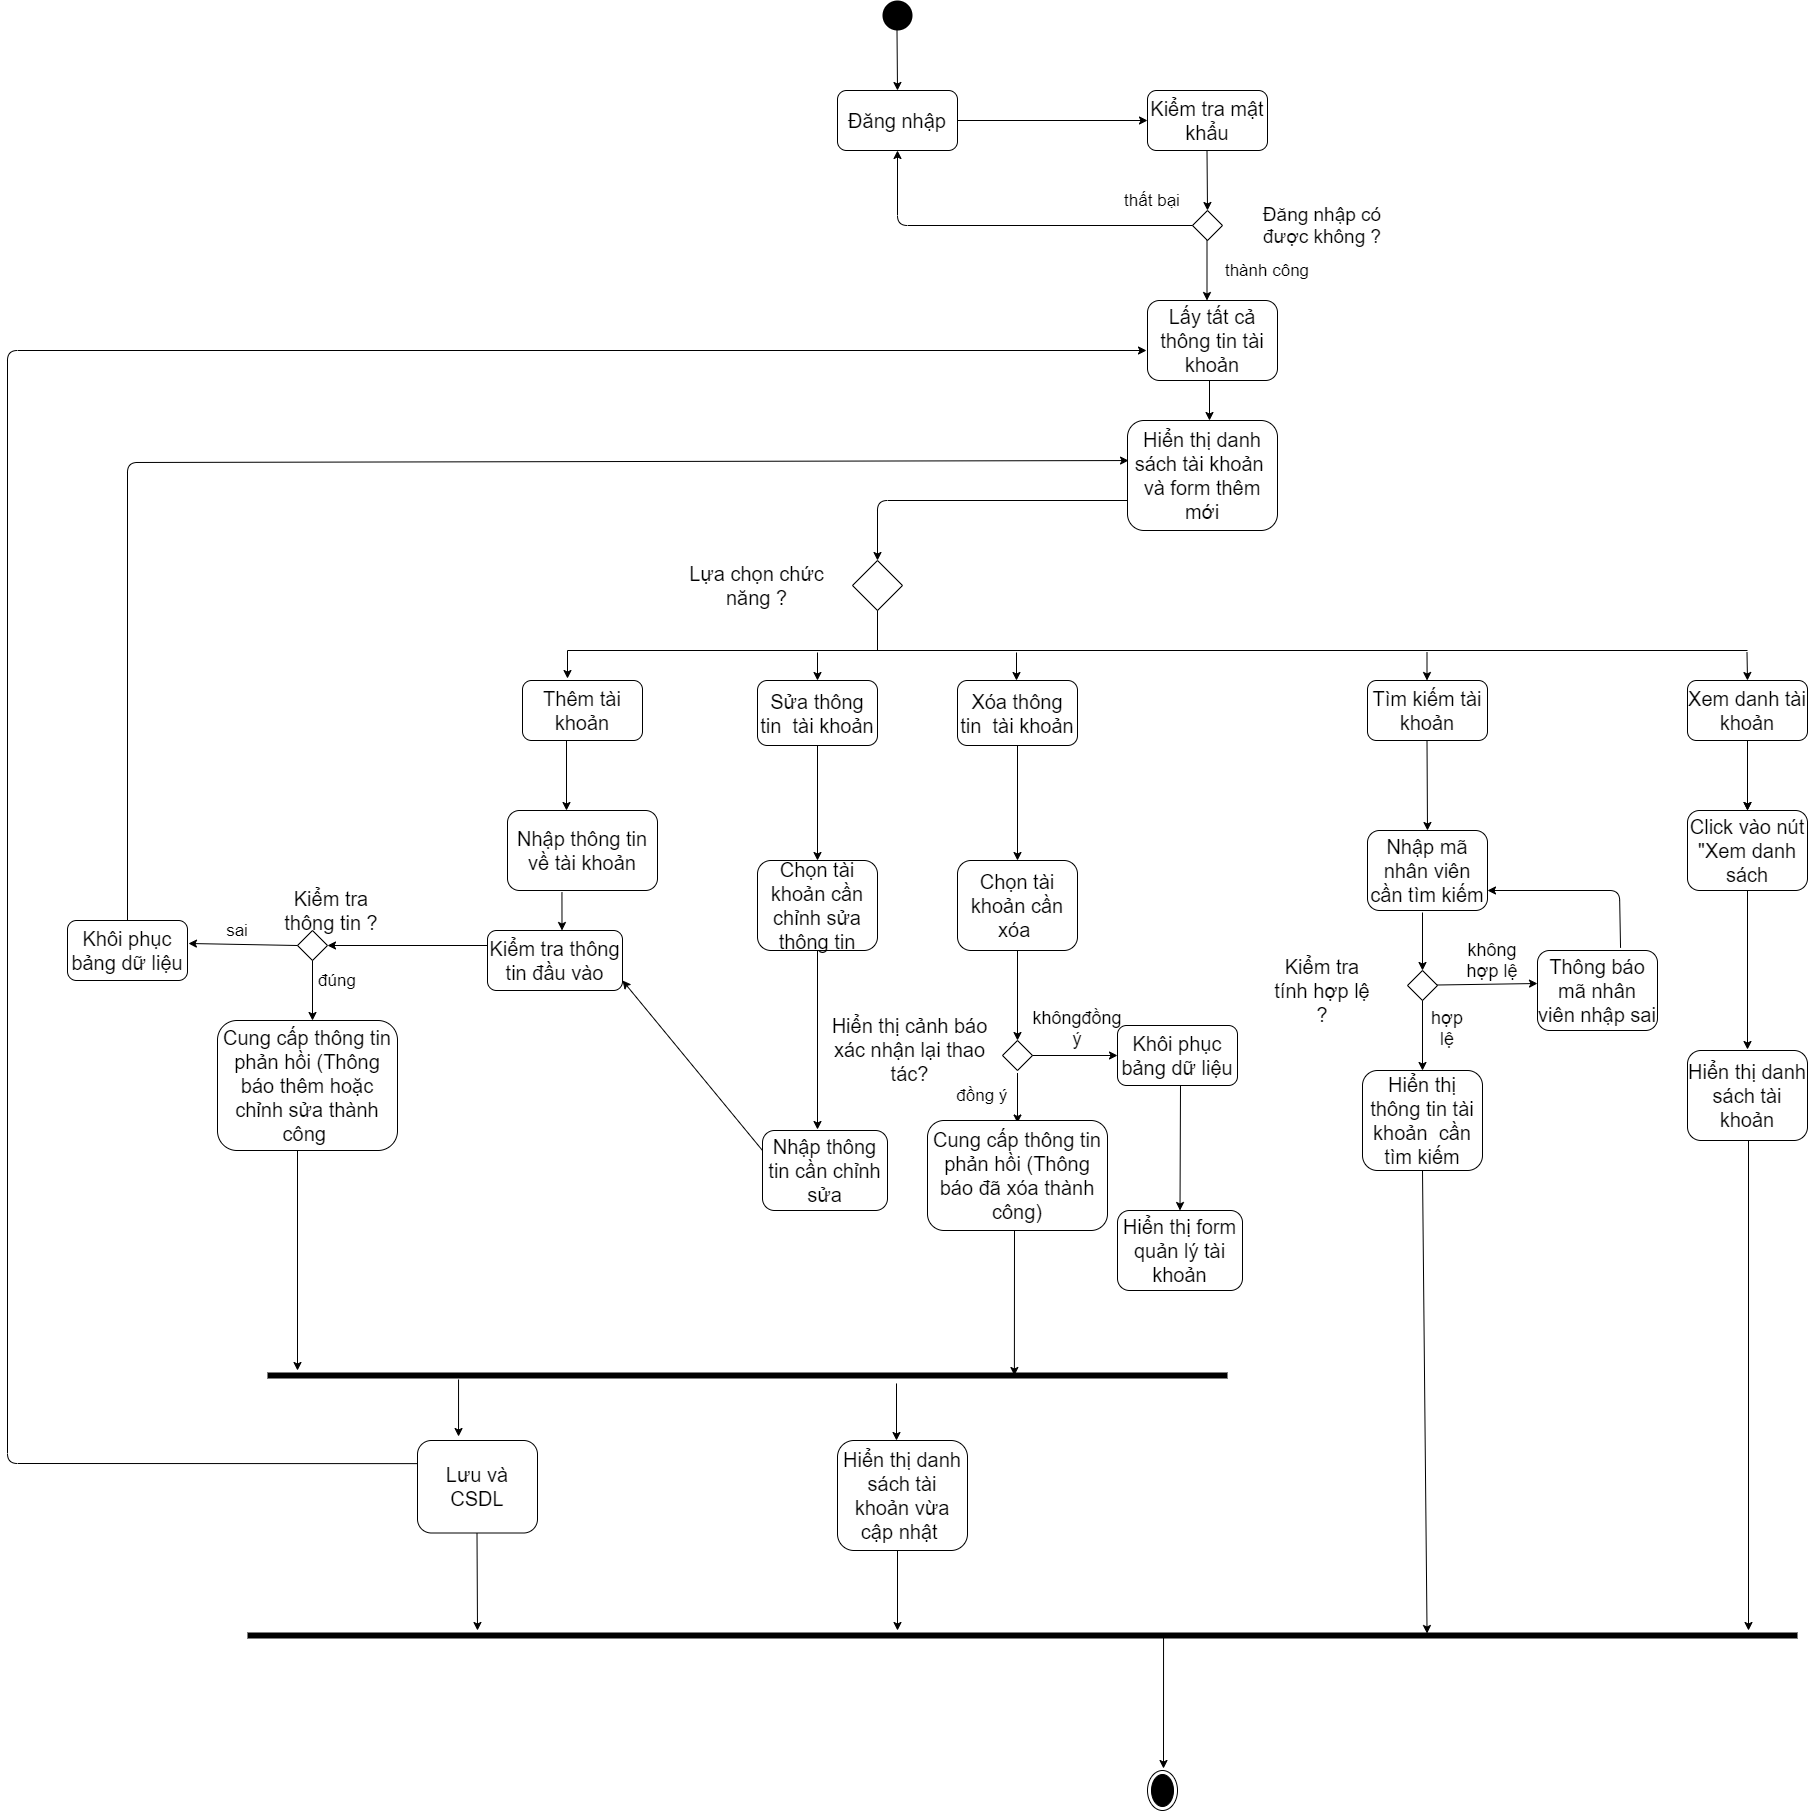 Đăng nhập
Kiểm tra mật
khẩu
thất bại
Đăng nhập có
được không ?
thành công
Lấy tất cả
thông tin tài
khoản
Hiển thị danh
sách tài khoản
và form thêm
mới
Lựa chọn chức
năng ?
Thêm tài
khoản
Sửa thông
tin  tài khoản
Xóa thông
tin  tài khoản
Tìm kiếm tài
khoản
Xem danh tài
khoản
Nhập thông tin
về tài khoản
Chọn tài
khoản cần
chỉnh sửa
thông tin
Chọn tài
khoản cần
xóa
Nhập mã
nhân viên
cần tìm kiếm
Click vào nút
"Xem danh
sách
Kiểm tra
thông tin ?
sai
Khôi phục
bảng dữ liệu
Kiểm tra thông
tin đầu vào
đúng
Cung cấp thông tin
phản hồi (Thông
báo thêm hoặc
chỉnh sửa thành
công
Hiển thị cảnh báo
xác nhận lại thao
tác?
khôngđồng
ý
Khôi phục
bảng dữ liệu
đồng ý
Kiểm tra
tính hợp lệ
?
không
hợp lệ
Thông báo
mã nhân
viên nhập sai
hợp
lệ
Hiển thị
thông tin tài
khoản  cần
tìm kiếm
Hiển thị danh
sách tài
khoản
Nhập thông
tin cần chỉnh
sửa
Cung cấp thông tin
phản hồi (Thông
báo đã xóa thành
công)
Hiển thị form
quản lý tài
khoản
Lưu và
CSDL
Hiển thị danh
sách tài
khoản vừa
cập nhật